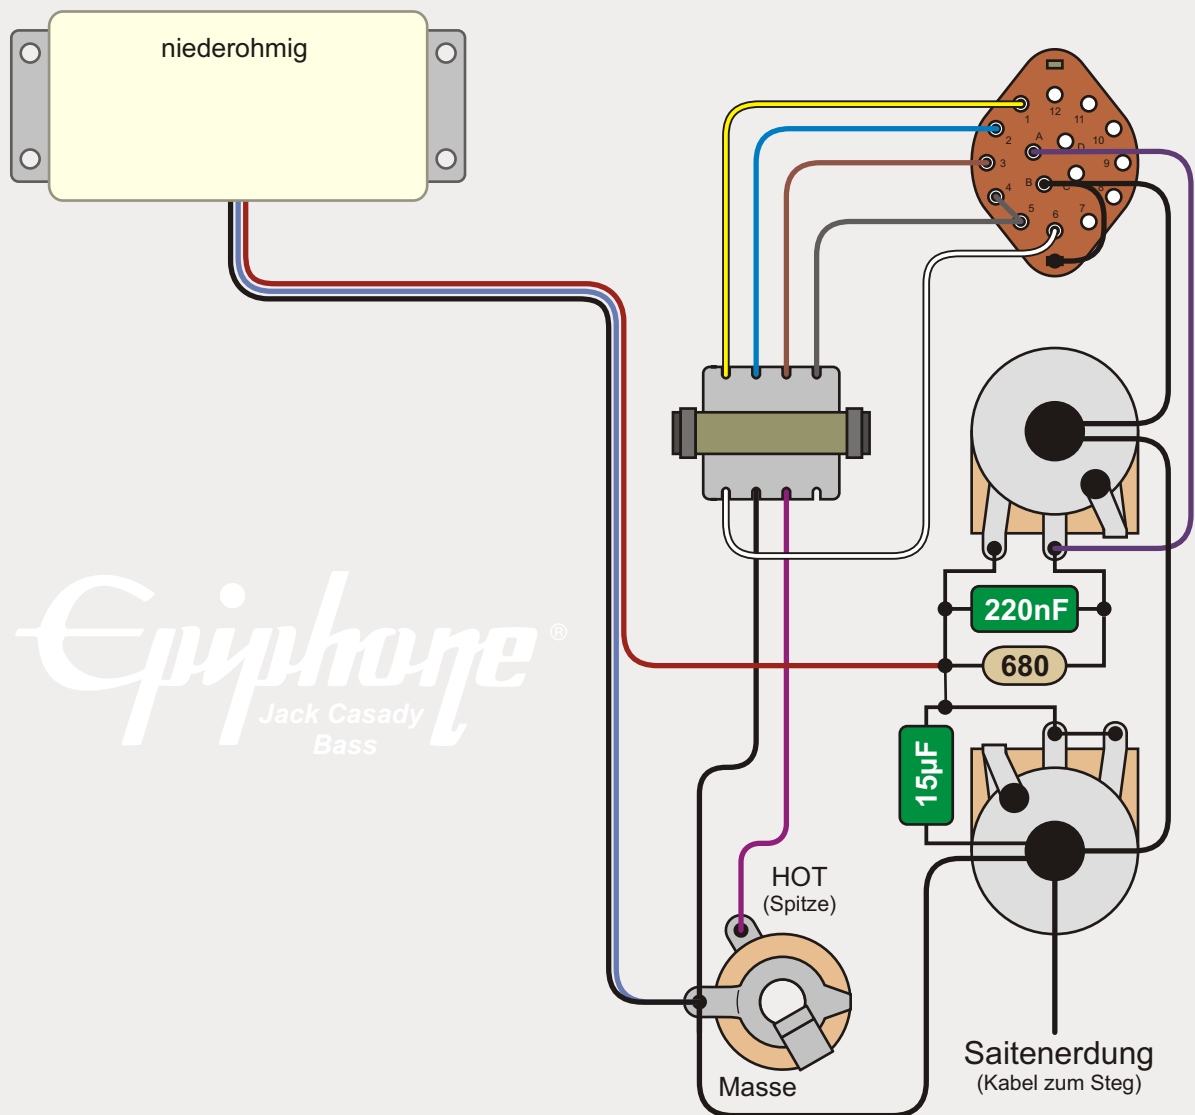 niederohmig
12
1
11
2
A
D
10
3
9
B
C
8
4
5
6
7
220nF
680
15µF
Epiphone ®
Jack Casady
Bass
HOT
(Spitze)
Masse
Saitenerdung
(Kabel zum Steg)